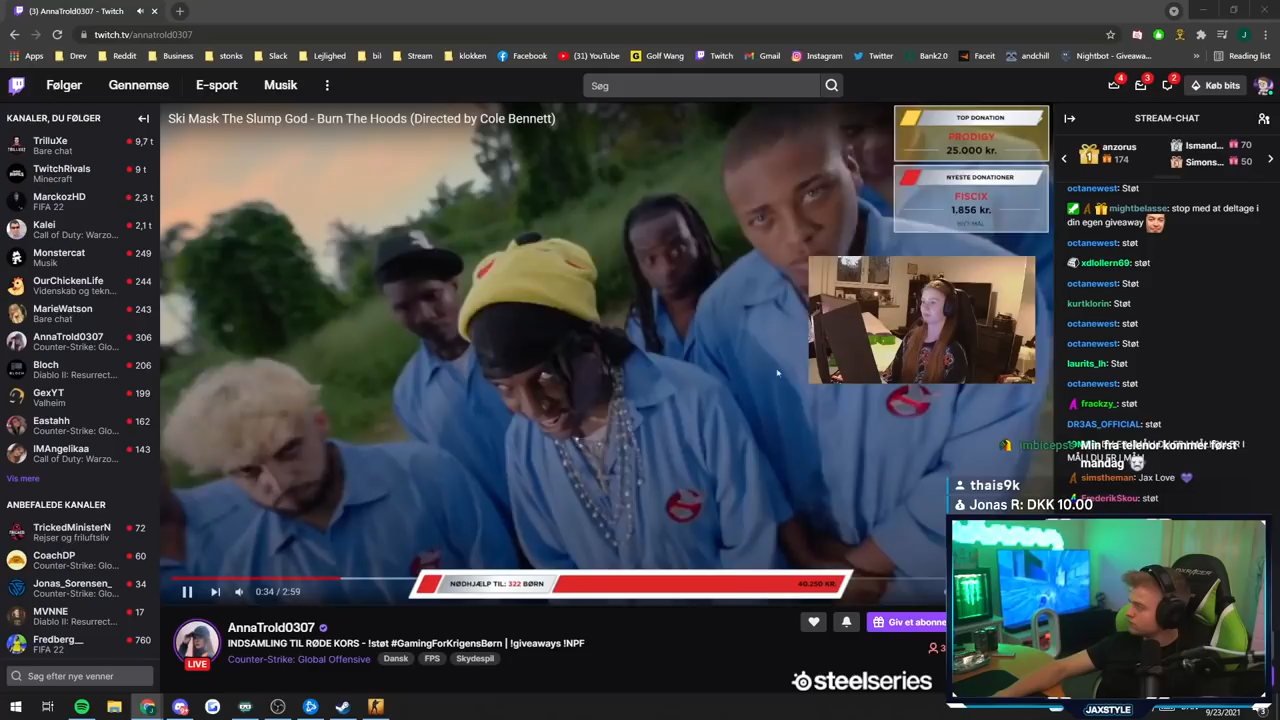 (3) AnnaTrold0307 - Twitch
twitch.tv/annatrold0307
Apps
Dev
Reddit
Business
stonks
Slack
Lejlighed
bil
Stream
klokken
Facebook
(31) YouTube
Golf Wang
Twitch
Gmail
Instagram
Twitter
Bank2.0
Faceit
andchill
Nightbot - Giveawa...
»
Reading list
Følger
Gennemse
E-sport
Musik
Søg
4
3
2
Køb bits
KANALER, DU FØLGER
TrilluXe
9,7 t
Bare chat
TwitchRivals
9 t
Minecraft
MarckozHD
2,3 t
FIFA 22
Kalei
2,1 t
Call of Duty: Warzo...
Monstercat
249
Musik
OurChickenLife
244
Videnskab og tekn...
MarieWatson
243
Bare chat
AnnaTrold0307
306
Counter-Strike: Glo...
Bloch
206
Diablo II: Resurrect...
GexYT
199
Valheim
Eastahh
162
Counter-Strike: Glo...
IMAngelikaa
143
Call of Duty: Warzo...
Vis mere
ANBEFALEDE KANALER
TrickedMinisterN
72
Rejser og friluftsliv
CoachDP
60
Counter-Strike: Glo...
Jonas_Sorensen_
34
Counter-Strike: Glo...
MVNNE
17
Diablo II: Resurrect...
Fredberg__
760
FIFA 22
Søg efter nye venner
Ski Mask The Slump God - Burn The Hoods (Directed by Cole Bennett)
TOP DONATION
PRODIGY
25.000 kr.
NYESTE DONATIONER
FISCIX
1.856 kr.
NØDHJÆLP TIL: 322 BØRN
40.250 KR.
AnnaTrold0307
LIVE
INDSAMLING TIL RØDE KORS - !støt #GamingForKrigensBørn | !giveaways !NPF
Counter-Strike: Global Offensive
Dansk
FPS
Skydespil
Giv et abonne
steelseries
STREAM-CHAT
anzorus
174
Ismand...
70
Simons...
50
octanewest: Støt
mightbelasse: stop med at deltage i
din egen giveaway
octanewest: støt
xdlollern69: støt
octanewest: støt
kurtklorin: Støt
octanewest: støt
octanewest: støt
laurits_lh: Støt
octanewest: støt
frackzy_: støt
DR3AS_OFFICIAL: støt
imbiceps: Min fra telenor kommer først
mandag
simstheman: Jax Love
FrederikSkou: støt
thais9k
Jonas R: DKK 10.00
JAXSTYLE
9/23/2021